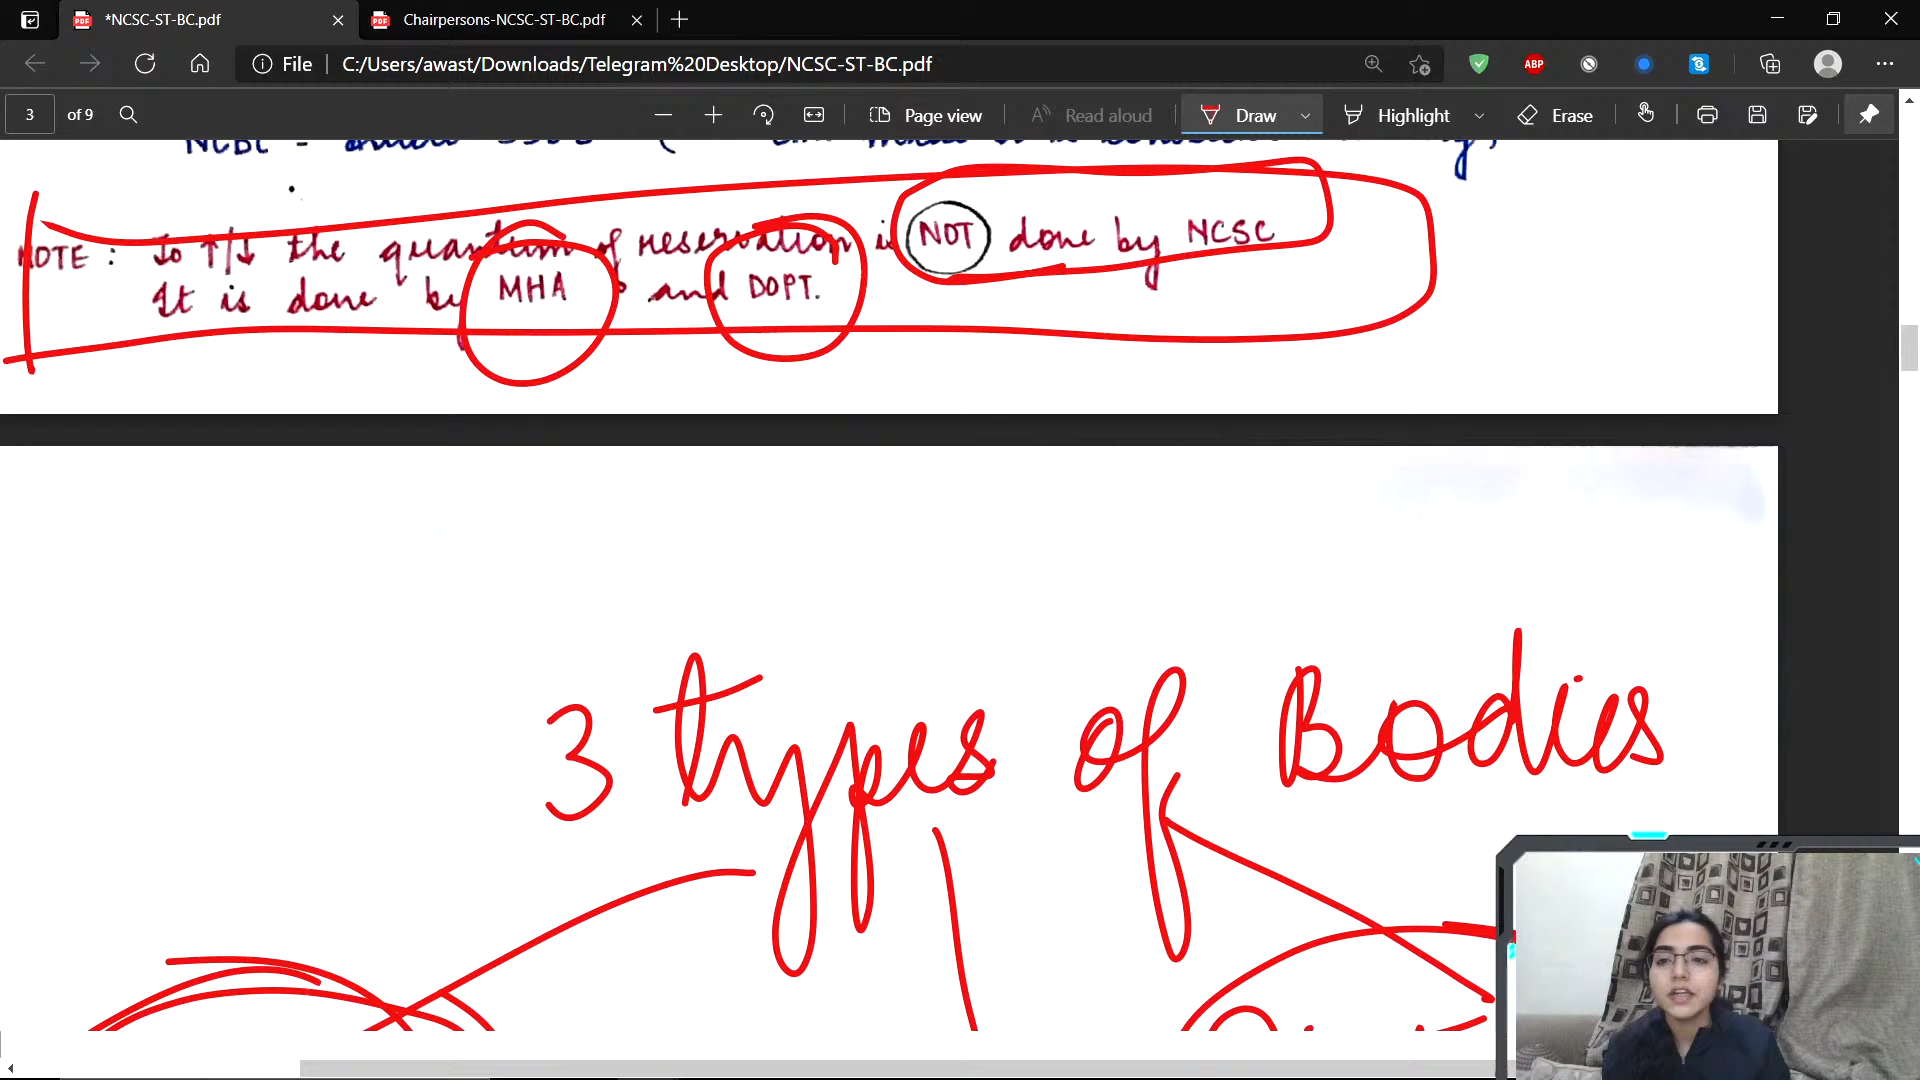 *NCSC-ST-BC.pdf
Chairpersons-NCSC-ST-BC.pdf
File
C:/Users/awast/Downloads/Telegram%20Desktop/NCSC-ST-BC.pdf
ABP
3 of 9
Page view
Read aloud
Draw
Highlight
Erase
NCBC -
NOTE : To ↑/↓ the quantum of reservation is NOT done by NCSC
It is done by MHA and DOPT.
3 types of Bodies